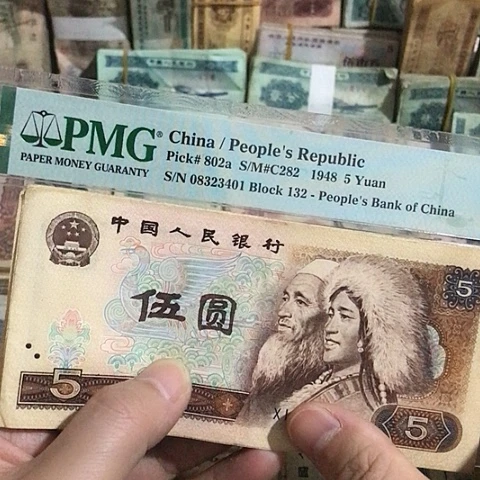 PMG®
PAPER MONEY GUARANTY
China / People's Republic
Pick# 802a S/M#C282 1948 5 Yuan
S/N 08323401 Block 132 - People's Bank of China
中国人民银行
伍圆
5
5
5